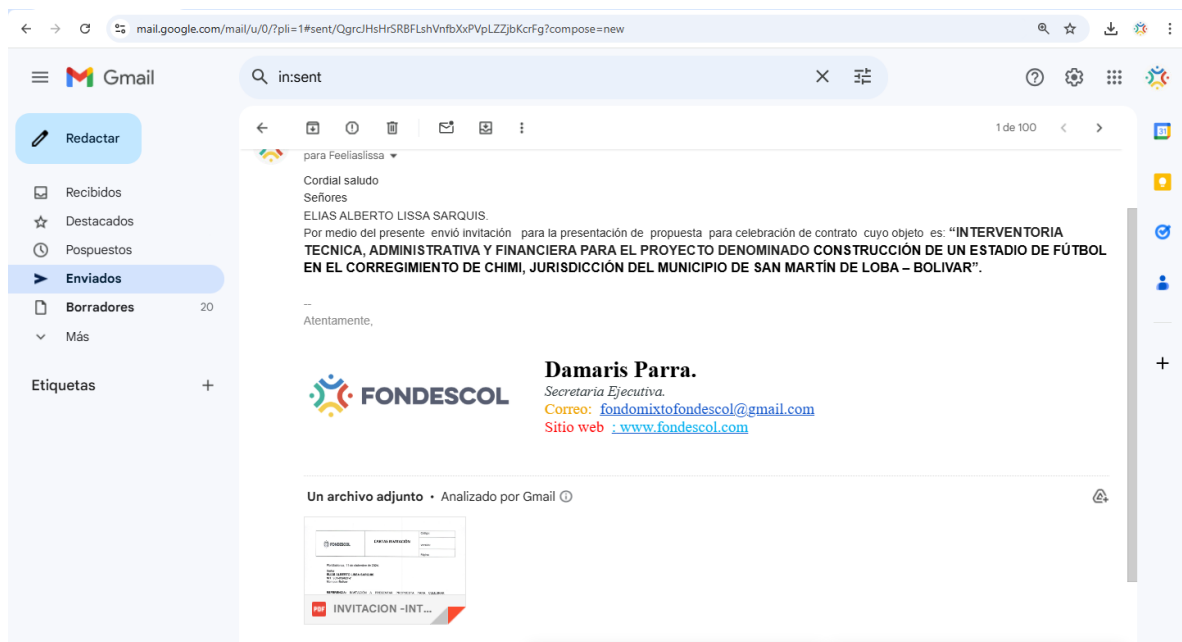 mail.google.com/mail/u/0/?pli=1#sent/QgrcJHsHrSRBFLshVnfbXxPVpLZZjbKcrFg?compose=new
Gmail
in:sent
Redactar
1 de 100
31
Recibidos
Destacados
Pospuestos
Enviados
Borradores 20
Más
Etiquetas
para Feeliaslissa
Cordial saludo
Señores
ELIAS ALBERTO LISSA SARQUIS.
Por medio del presente envió invitación para la presentación de propuesta para celebración de contrato cuyo objeto es: “INTERVENTORIA
TECNICA, ADMINISTRATIVA Y FINANCIERA PARA EL PROYECTO DENOMINADO CONSTRUCCIÓN DE UN ESTADIO DE FÚTBOL
EN EL CORREGIMIENTO DE CHIMI, JURISDICCIÓN DEL MUNICIPIO DE SAN MARTÍN DE LOBA – BOLIVAR”.
--
Atentamente,
FONDESCOL
Damaris Parra.
Secretaria Ejecutiva.
Correo: fondomixtofondescol@gmail.com
Sitio web : www.fondescol.com
Un archivo adjunto • Analizado por Gmail
FONDESCOL
PDF INVITACION -INT...